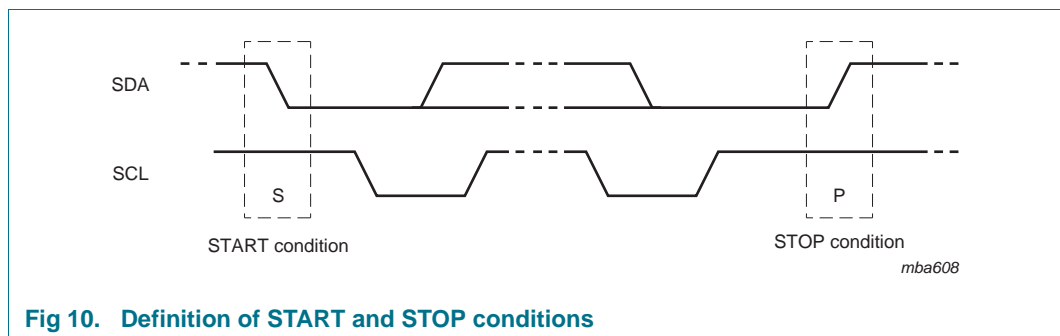 SDA
SCL
S
P
START condition
STOP condition
mba608
Fig 10. Definition of START and STOP conditions